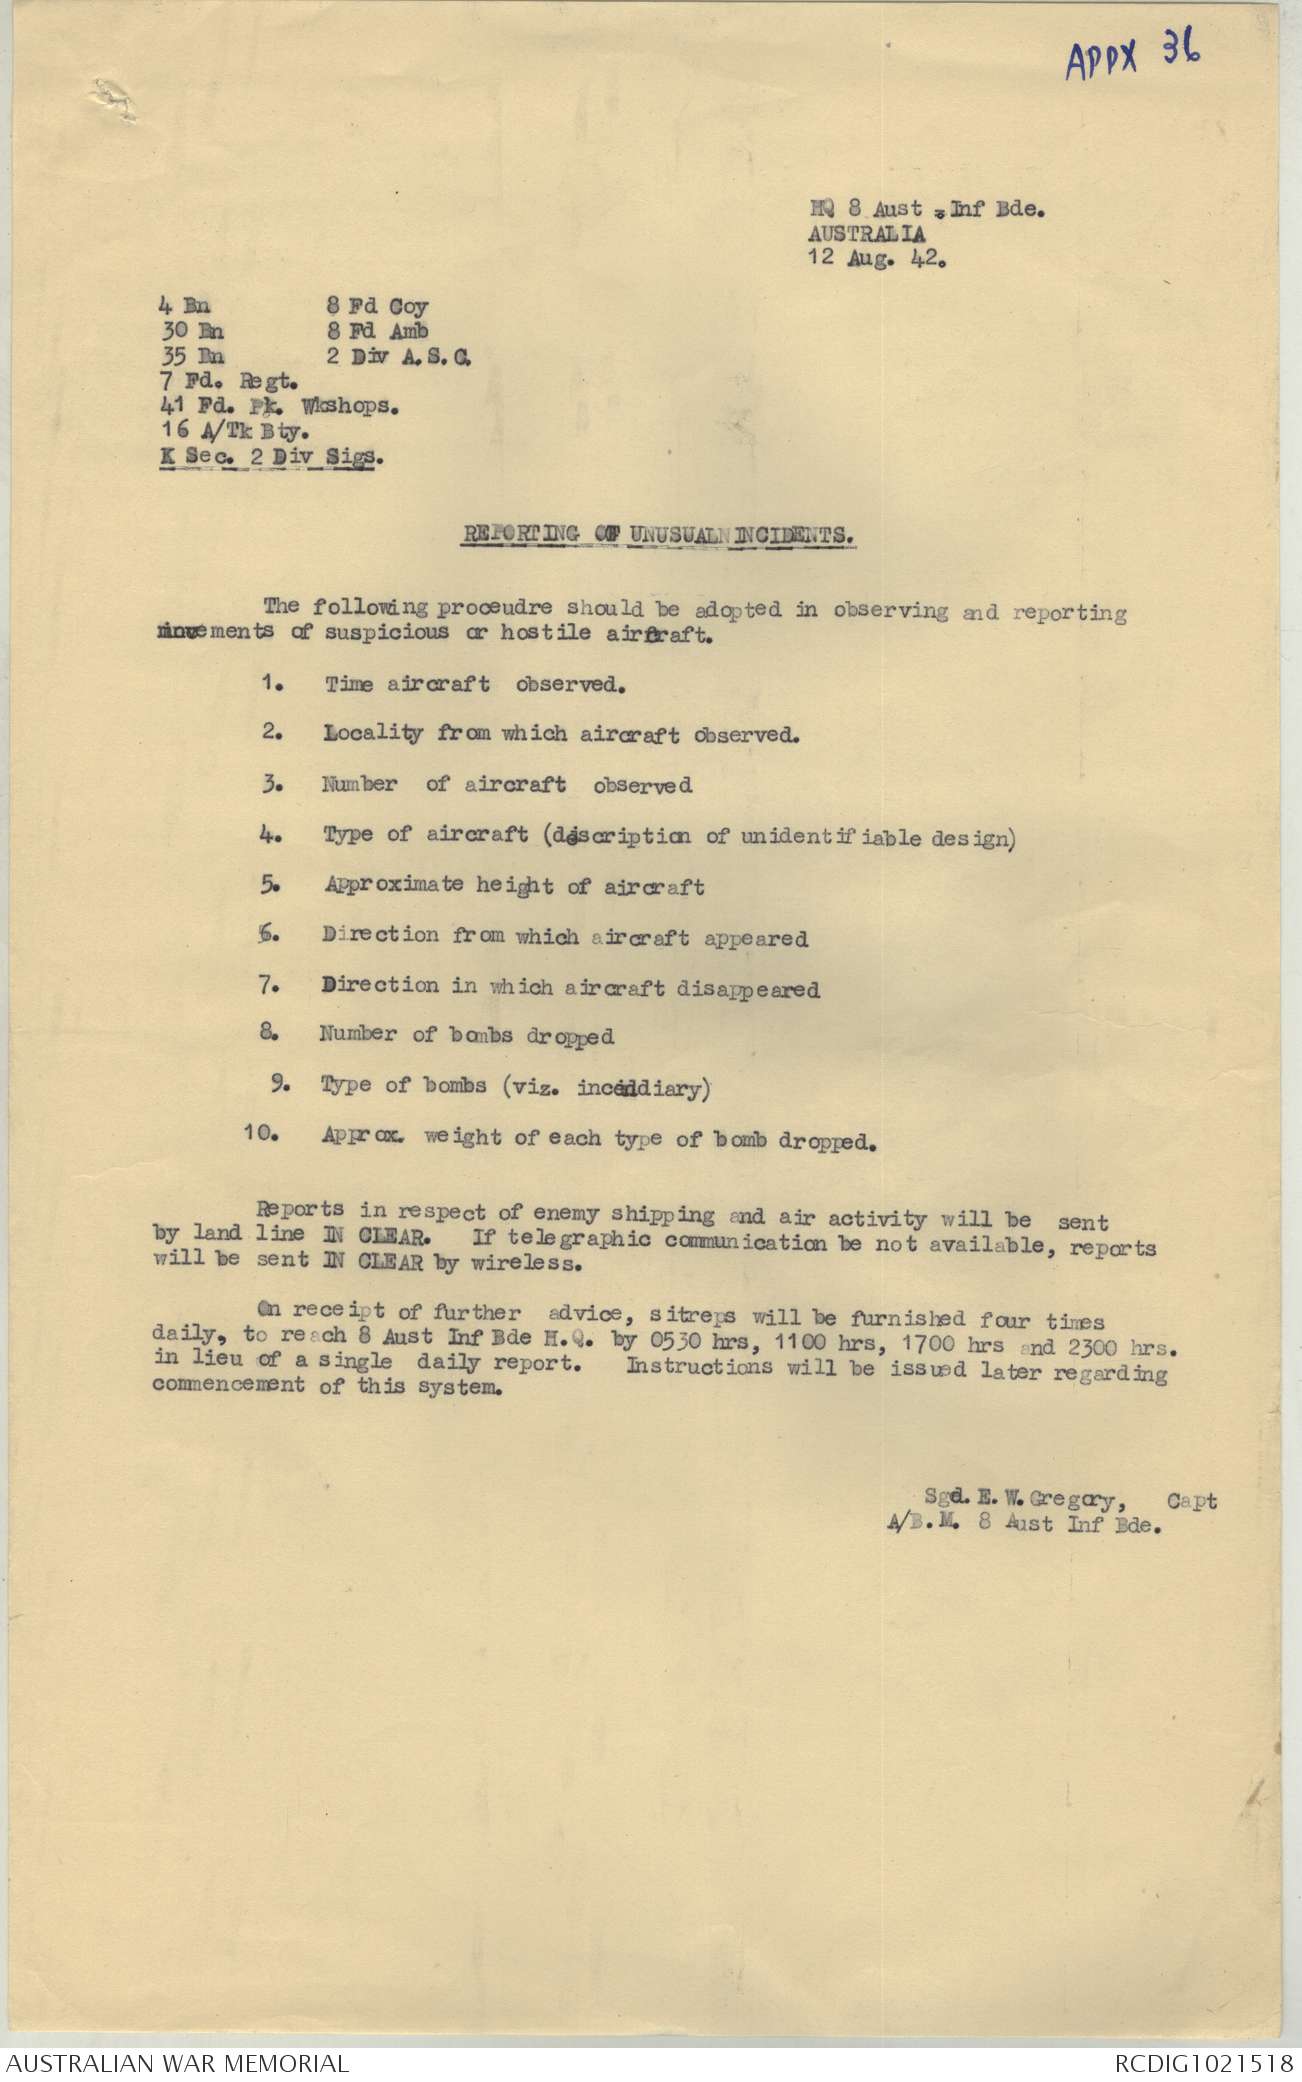 APPX 36
HQ 8 Aust. Inf Bde.
AUSTRALIA
12 Aug. 42.
4 Bn 8 Fd Coy
30 Bn 8 Fd Amb
35 Bn 2 Div A.S.C.
7 Fd. Regt.
41 Fd. Pk. Wkshops.
16 A/Tk Bty.
K Sec. 2 Div Sigs.
REPORTING OF UNUSUAL INCIDENTS.
The following proceudre should be adopted in observing and reporting
movements of suspicious or hostile aircraft.
1. Time aircraft observed.
2. Locality from which aircraft observed.
3. Number of aircraft observed
4. Type of aircraft (description of unidentifiable design)
5. Approximate height of aircraft
6. Direction from which aircraft appeared
7. Direction in which aircraft disappeared
8. Number of bombs dropped
9. Type of bombs (viz. incendiary)
10. Approx. weight of each type of bomb dropped.
Reports in respect of enemy shipping and air activity will be sent
by land line IN CLEAR. If telegraphic communication be not available, reports
will be sent IN CLEAR by wireless.
On receipt of further advice, sitreps will be furnished four times
daily, to reach 8 Aust Inf Bde H.Q. by 0530 hrs, 1100 hrs, 1700 hrs and 2300 hrs.
in lieu of a single daily report. Instructions will be issued later regarding
commencement of this system.
Sgd. E. W. Gregory, Capt
A/B.M. 8 Aust Inf Bde.
AUSTRALIAN WAR MEMORIAL
RCDIG1021518